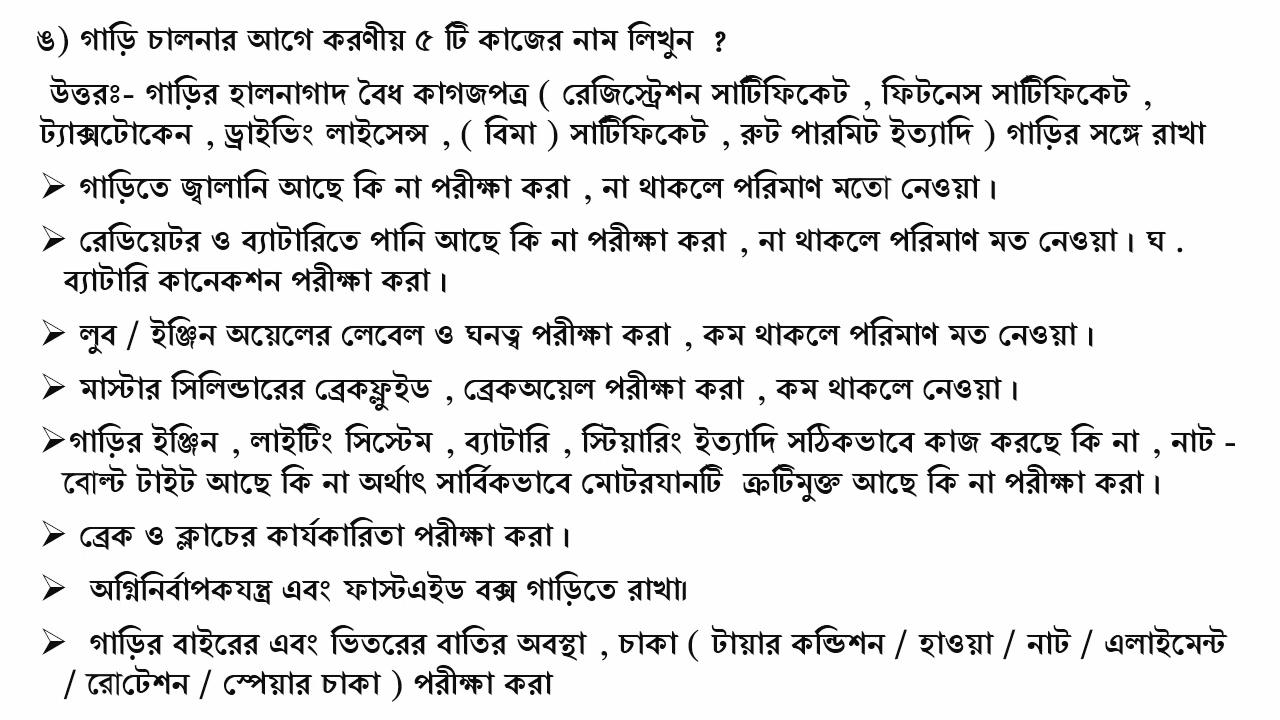 ঙ) গাড়ি চালনার আগে করণীয় ৫ টি কাজের নাম লিখুন ?
উত্তরঃ- গাড়ির হালনাগাদ বৈধ কাগজপত্র ( রেজিস্ট্রেশন সার্টিফিকেট , ফিটনেস সার্টিফিকেট ,
ট্যাক্সটোকেন , ড্রাইভিং লাইসেন্স , ( বিমা ) সার্টিফিকেট , রুট পারমিট ইত্যাদি ) গাড়ির সঙ্গে রাখা
➢ গাড়িতে জ্বালানি আছে কি না পরীক্ষা করা , না থাকলে পরিমাণ মতো নেওয়া।
➢ রেডিয়েটর ও ব্যাটারিতে পানি আছে কি না পরীক্ষা করা , না থাকলে পরিমাণ মত নেওয়া। ঘ .
ব্যাটারি কানেকশন পরীক্ষা করা।
➢ লুব / ইঞ্জিন অয়েলের লেবেল ও ঘনত্ব পরীক্ষা করা , কম থাকলে পরিমাণ মত নেওয়া।
➢ মাস্টার সিলিন্ডারের ব্রেকফ্লুইড , ব্রেকঅয়েল পরীক্ষা করা , কম থাকলে নেওয়া।
➢গাড়ির ইঞ্জিন , লাইটিং সিস্টেম , ব্যাটারি , স্টিয়ারিং ইত্যাদি সঠিকভাবে কাজ করছে কি না , নাট -
বোল্ট টাইট আছে কি না অর্থাৎ সার্বিকভাবে মোটরযানটি ত্রুটিমুক্ত আছে কি না পরীক্ষা করা।
➢ ব্রেক ও ক্লাচের কার্যকারিতা পরীক্ষা করা।
➢ অগ্নিনির্বাপকযন্ত্র এবং ফাস্টএইড বক্স গাড়িতে রাখা৷
➢ গাড়ির বাইরের এবং ভিতরের বাতির অবস্থা , চাকা ( টায়ার কন্ডিশন / হাওয়া / নাট / এলাইমেন্ট
/ রোটেশন / স্পেয়ার চাকা ) পরীক্ষা করা